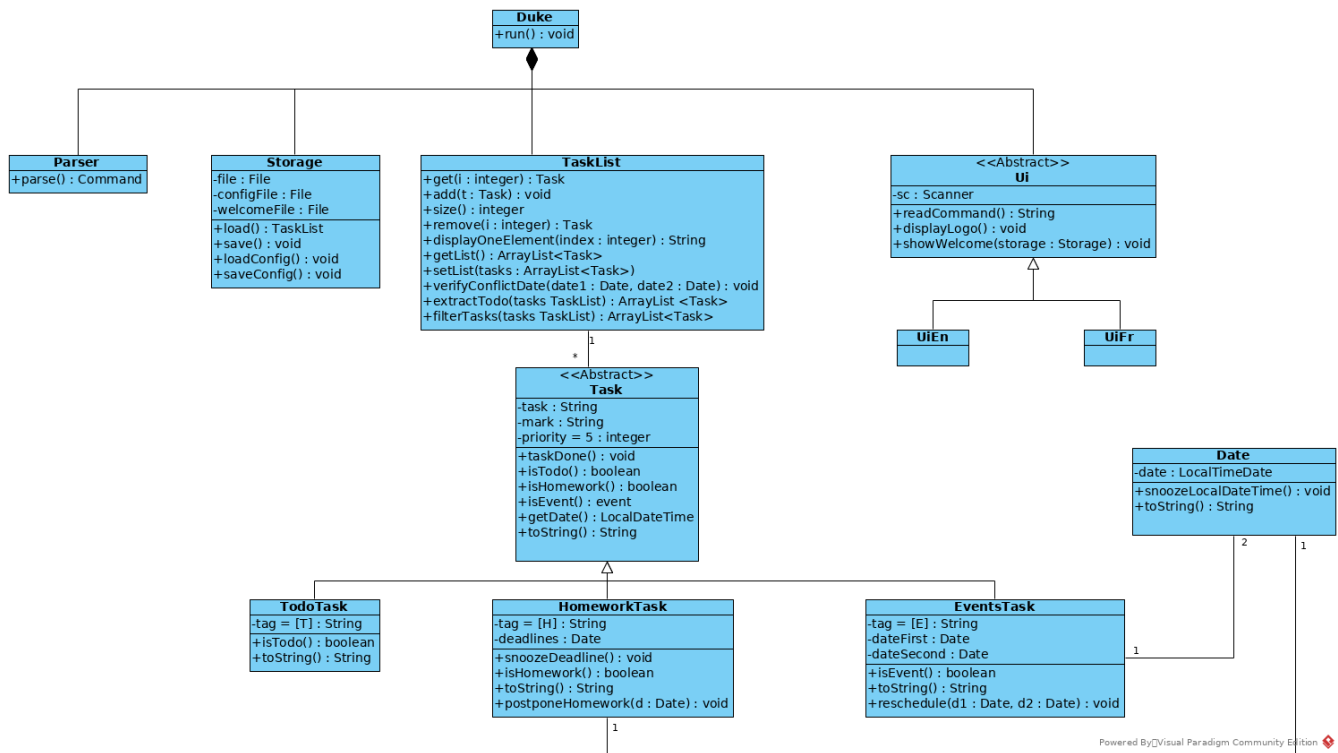 Duke
+run() : void
Parser
+parse() : Command
Storage
-file : File
-configFile : File
-welcomeFile : File
+load() : TaskList
+save() : void
+loadConfig() : void
+saveConfig() : void
TaskList
+get(i : integer) : Task
+add(t : Task) : void
+size() : integer
+remove(i : integer) : Task
+displayOneElement(index : integer) : String
+getList() : ArrayList<Task>
+setList(tasks : ArrayList<Task>)
+verifyConflictDate(date1 : Date, date2 : Date) : void
+extractTodo(tasks TaskList) : ArrayList <Task>
+filterTasks(tasks TaskList) : ArrayList<Task>
<<Abstract>>
Ui
-sc : Scanner
+readCommand() : String
+displayLogo() : void
+showWelcome(storage : Storage) : void
UiEn
UiFr
1
*
<<Abstract>>
Task
-task : String
-mark : String
-priority = 5 : integer
+taskDone() : void
+isTodo() : boolean
+isHomework() : boolean
+isEvent() : event
+getDate() : LocalDateTime
+toString() : String
Date
-date : LocalTimeDate
+snoozeLocalDateTime() : void
+toString() : String
2
1
TodoTask
-tag = [T] : String
+isTodo() : boolean
+toString() : String
HomeworkTask
-tag = [H] : String
-deadlines : Date
+snoozeDeadline() : void
+isHomework() : boolean
+toString() : String
+postponeHomework(d : Date) : void
1
EventsTask
-tag = [E] : String
-dateFirst : Date
-dateSecond : Date
+isEvent() : boolean
+toString() : String
+reschedule(d1 : Date, d2 : Date) : void
1
Powered By Visual Paradigm Community Edition